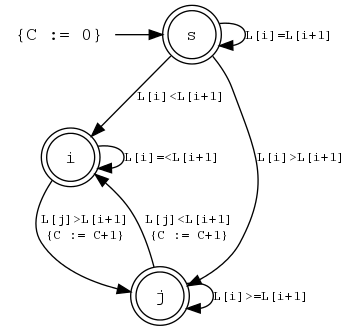 {C := 0}
s
L[i]=L[i+1]
L[i]<L[i+1]
i
L[i]=<L[i+1]
L[i]>L[i+1]
L[j]>L[i+1]
{C := C+1}
L[j]<L[i+1]
{C := C+1}
j
L[i]>=L[i+1]